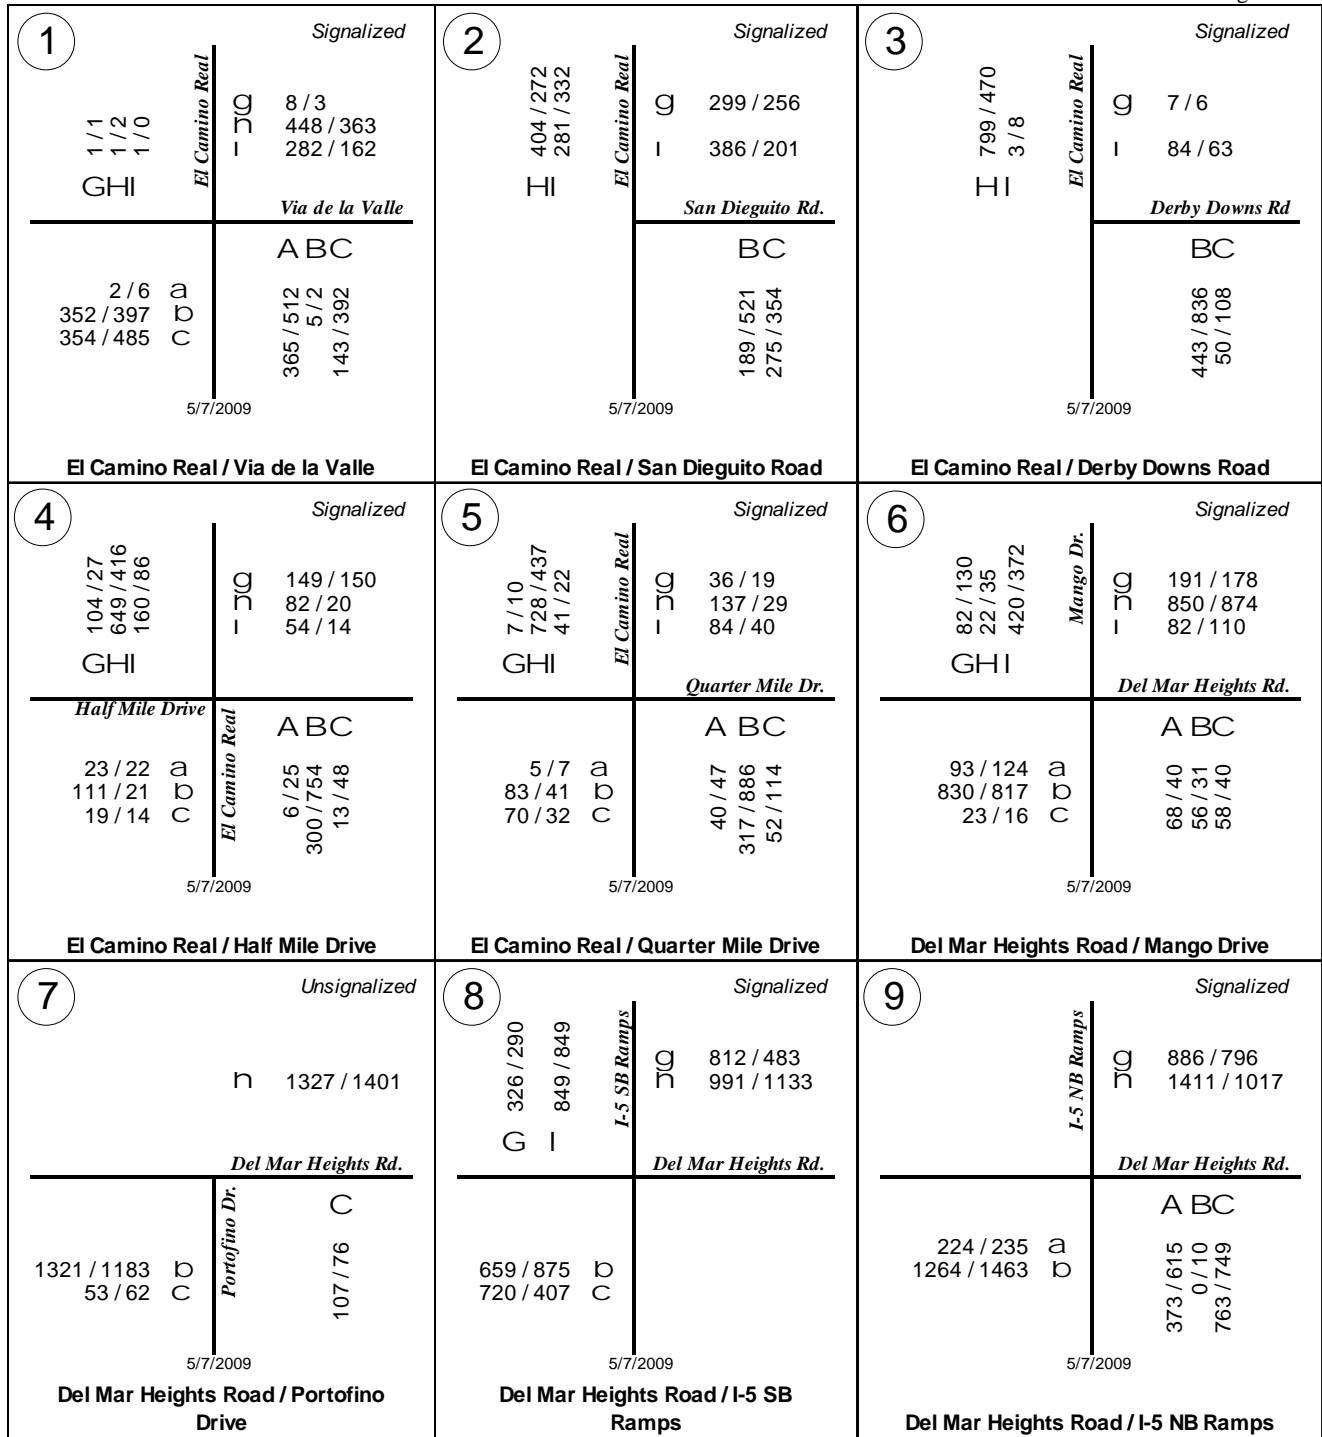 1
Signalized
El Camino Real
1 / 1
1 / 2
1 / 0
GHI
g 8 / 3
h 448 / 363
i 282 / 162
Via de la Valle
ABC
2 / 6 a
352 / 397 b
354 / 485 c
365 / 512
5 / 2
143 / 392
5/7/2009
El Camino Real / Via de la Valle
2
Signalized
El Camino Real
404 / 272
281 / 332
HI
g 299 / 256
i 386 / 201
San Dieguito Rd.
BC
189 / 521
275 / 354
5/7/2009
El Camino Real / San Dieguito Road
3
Signalized
El Camino Real
799 / 470
3 / 8
HI
g 7 / 6
i 84 / 63
Derby Downs Rd
BC
443 / 836
50 / 108
5/7/2009
El Camino Real / Derby Downs Road
4
Signalized
104 / 27
649 / 416
160 / 86
GHI
g 149 / 150
h 82 / 20
i 54 / 14
Half Mile Drive
El Camino Real
ABC
23 / 22 a
111 / 21 b
19 / 14 c
6 / 25
300 / 754
13 / 48
5/7/2009
El Camino Real / Half Mile Drive
5
Signalized
El Camino Real
7 / 10
728 / 437
41 / 22
GHI
g 36 / 19
h 137 / 29
i 84 / 40
Quarter Mile Dr.
ABC
5 / 7 a
83 / 41 b
70 / 32 c
40 / 47
317 / 886
52 / 114
5/7/2009
El Camino Real / Quarter Mile Drive
6
Signalized
Mango Dr.
82 / 130
22 / 35
420 / 372
GHI
g 191 / 178
h 850 / 874
i 82 / 110
Del Mar Heights Rd.
ABC
93 / 124 a
830 / 817 b
23 / 16 c
68 / 40
56 / 31
58 / 40
5/7/2009
Del Mar Heights Road / Mango Drive
7
Unsignalized
h 1327 / 1401
Del Mar Heights Rd.
Portofino Dr.
C
1321 / 1183 b
53 / 62 c
107 / 76
5/7/2009
Del Mar Heights Road / Portofino
Drive
8
Signalized
I-5 SB Ramps
326 / 290
849 / 849
G I
g 812 / 483
h 991 / 1133
Del Mar Heights Rd.
659 / 875 b
720 / 407 c
5/7/2009
Del Mar Heights Road / I-5 SB
Ramps
9
Signalized
I-5 NB Ramps
g 886 / 796
h 1411 / 1017
Del Mar Heights Rd.
ABC
224 / 235 a
1264 / 1463 b
373 / 615
0 / 10
763 / 749
5/7/2009
Del Mar Heights Road / I-5 NB Ramps